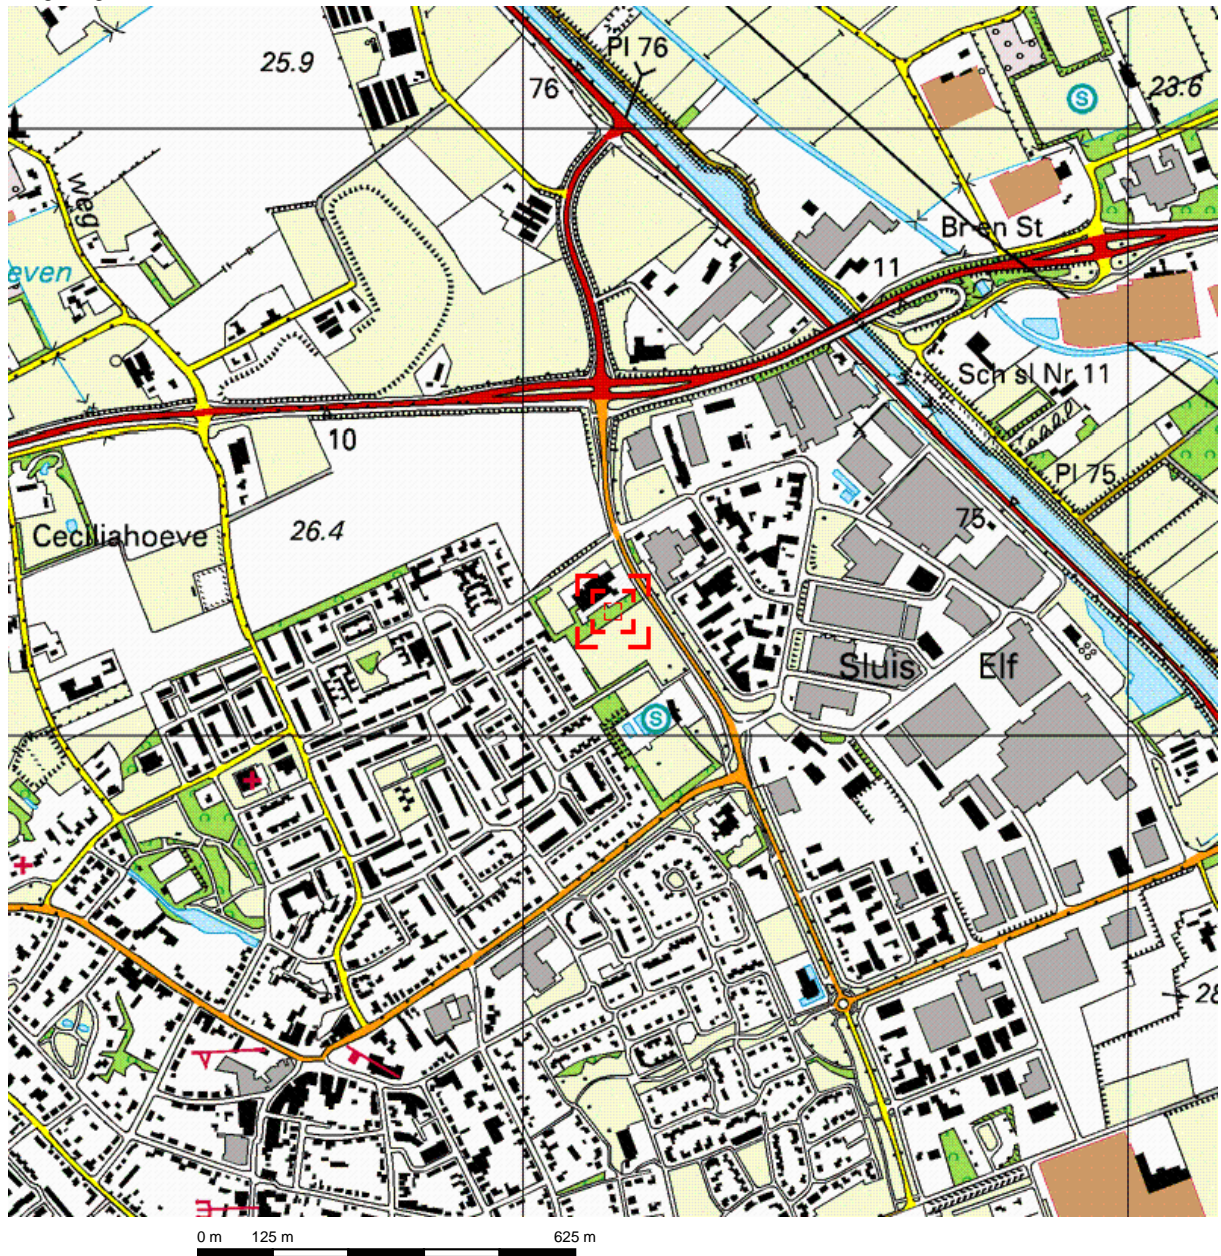 Pl 76
25.9
76
S
23.6
Weg
Br en St
even
11
Sch sl Nr 11
10
Pl 75
75
26.4
Ceciliahoeve
Sluis Elf
S
28
0 m 125 m 625 m